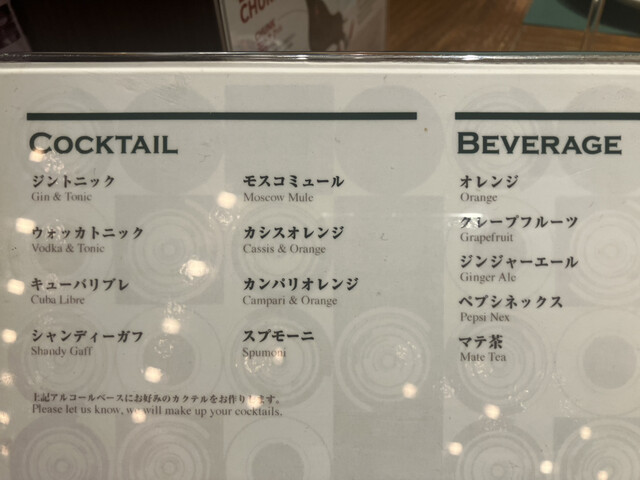 CHORI
COCKTAIL
ジントニック
Gin & Tonic
ウォッカトニック
Vodka & Tonic
キューバリブレ
Cuba Libre
シャンディーガフ
Shandy Gaff
モスコミュール
Moscow Mule
カシスオレンジ
Cassis & Orange
カンパリオレンジ
Campari & Orange
スプモーニ
Spumoni
上記アルコールベースにお好みのカクテルをお作りします。
Please let us know, we will make up your cocktails.
BEVERAGE
オレンジ
Orange
グレープフルーツ
Grapefruit
ジンジャーエール
Ginger Ale
ペプシネックス
Pepsi Nex
マテ茶
Mate Tea